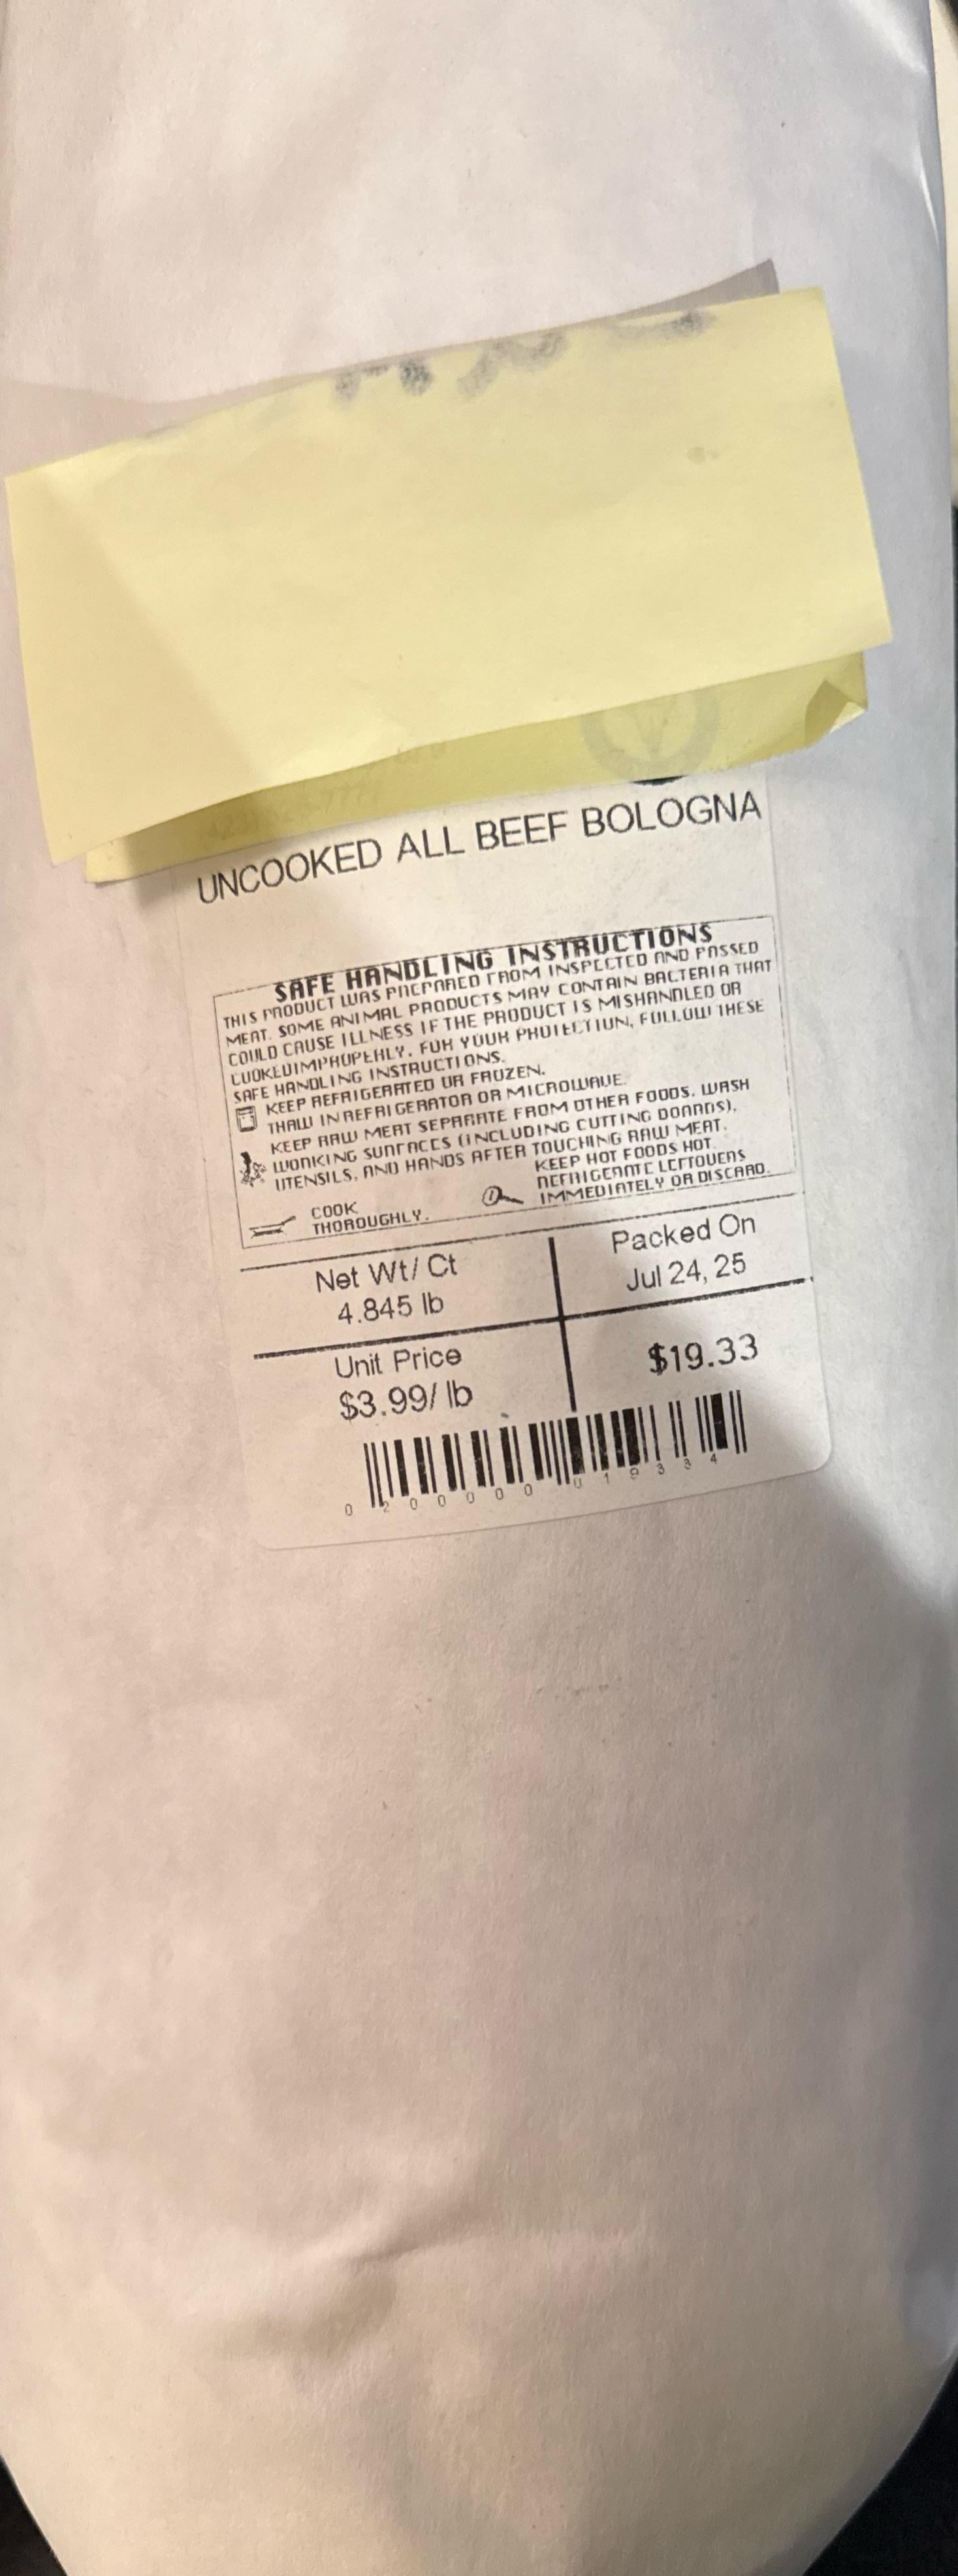 UNCOOKED ALL BEEF BOLOGNA
SAFE HANDLING INSTRUCTIONS
THIS PRODUCT WAS PREPARED FROM INSPECTED AND PASSED
MEAT. SOME ANIMAL PRODUCTS MAY CONTAIN BACTERIA THAT
COULD CAUSE ILLNESS IF THE PRODUCT IS MISHANDLED OR
COOKED IMPROPERLY. FOR YOUR PROTECTION, FOLLOW THESE
SAFE HANDLING INSTRUCTIONS.
KEEP REFRIGERATED OR FROZEN.
THAW IN REFRIGERATOR OR MICROWAVE.
KEEP RAW MEAT SEPARATE FROM OTHER FOODS. WASH
WORKING SURFACES (INCLUDING CUTTING BOARDS),
UTENSILS, AND HANDS AFTER TOUCHING RAW MEAT.
COOK
THOROUGHLY.
KEEP HOT FOODS HOT.
REFRIGERATE LEFTOVERS
IMMEDIATELY OR DISCARD.
Net Wt/ Ct
4.845 lb
Packed On
Jul 24, 25
Unit Price
$3.99/ lb
$19.33
0 20000 01933 4